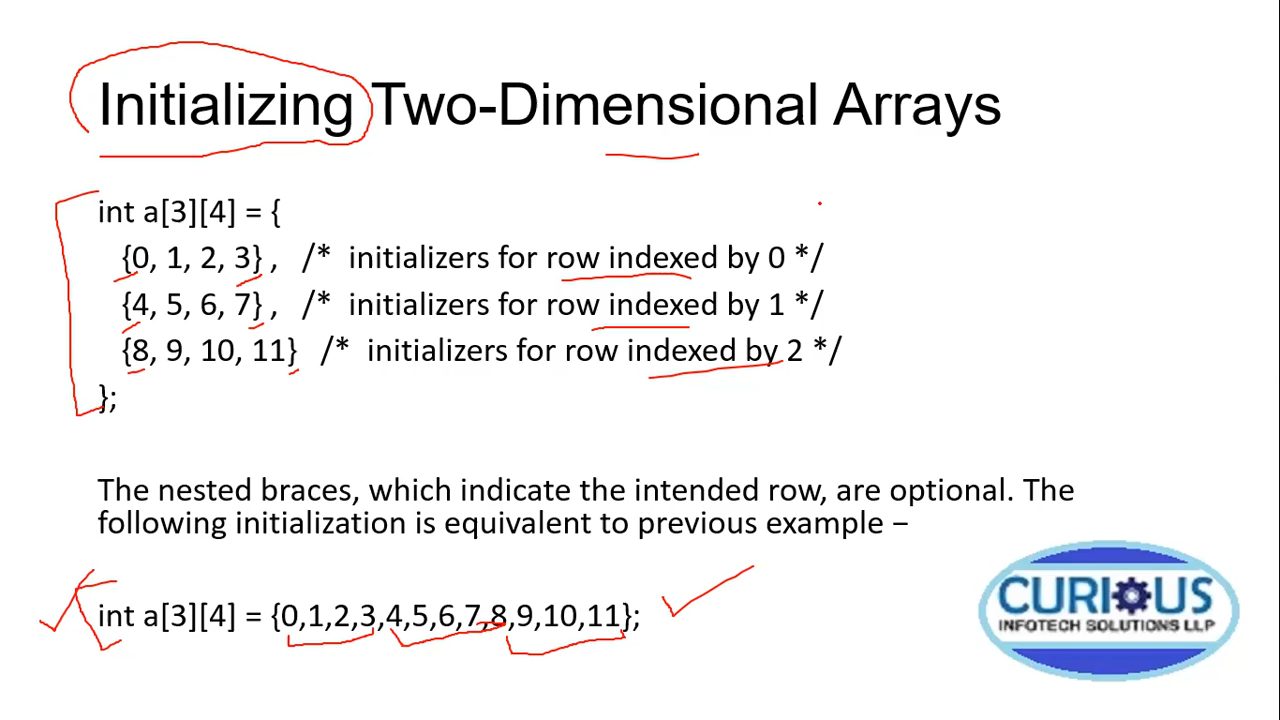 Initializing Two-Dimensional Arrays
int a[3][4] = {
{0, 1, 2, 3} , /* initializers for row indexed by 0 */
{4, 5, 6, 7} , /* initializers for row indexed by 1 */
{8, 9, 10, 11} /* initializers for row indexed by 2 */
};
The nested braces, which indicate the intended row, are optional. The
following initialization is equivalent to previous example −
int a[3][4] = {0,1,2,3,4,5,6,7,8,9,10,11};
CURIOUS
INFOTECH SOLUTIONS LLP